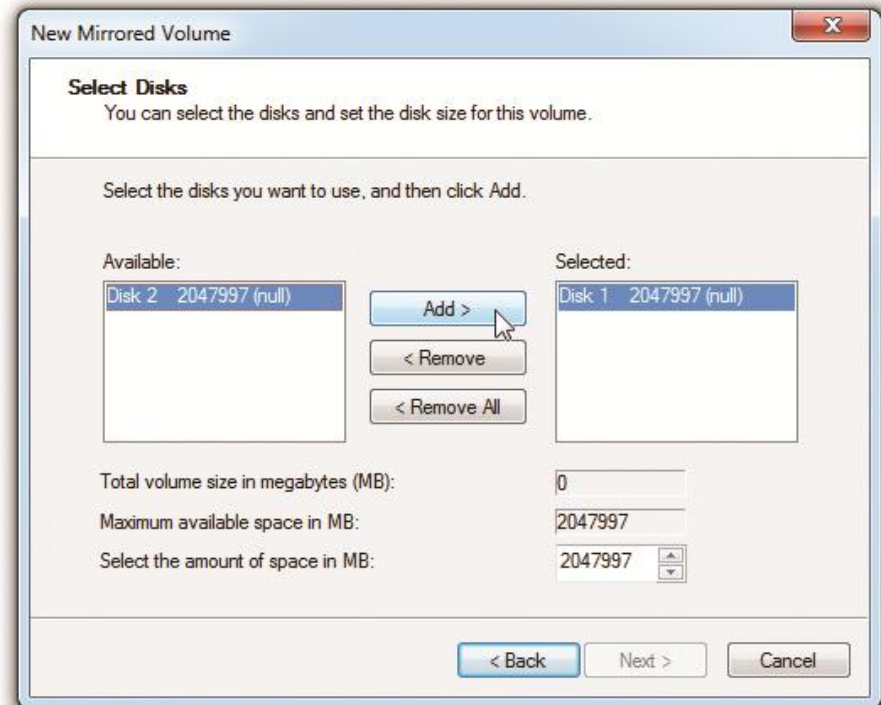 New Mirrored Volume
X
Select Disks
You can select the disks and set the disk size for this volume.
Select the disks you want to use, and then click Add.
Available:
Selected:
Disk 2 2047997 (null)
Add >
Disk 1 2047997 (null)
< Remove
< Remove All
Total volume size in megabytes (MB): 0
Maximum available space in MB: 2047997
Select the amount of space in MB: 2047997
< Back Next > Cancel